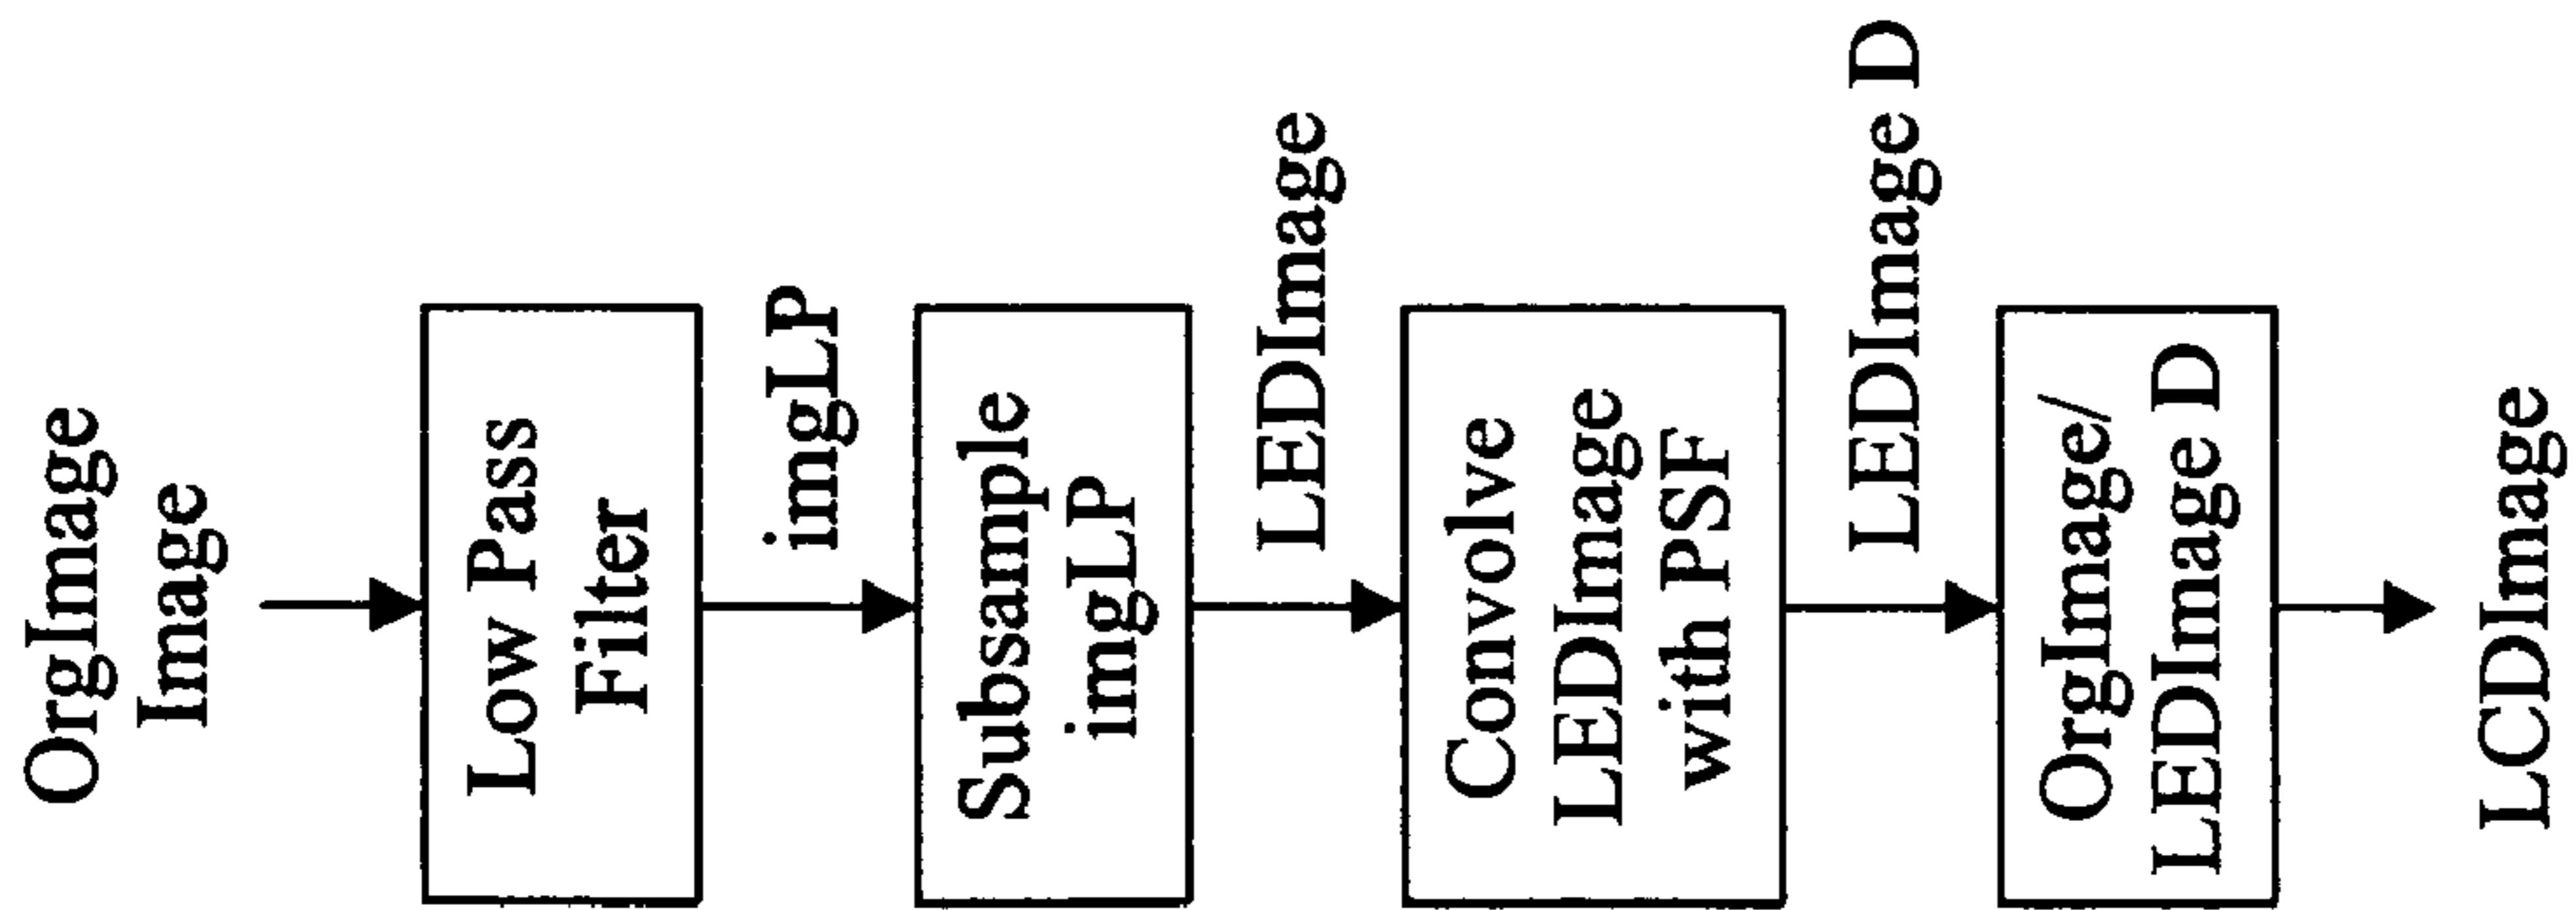 OrgImage
Image
Low Pass
Filter
imgLP
Subsample
imgLP
LEDImage
Convolve
LEDImage
with PSF
LEDImage D
OrgImage/
LEDImage D
LCDImage